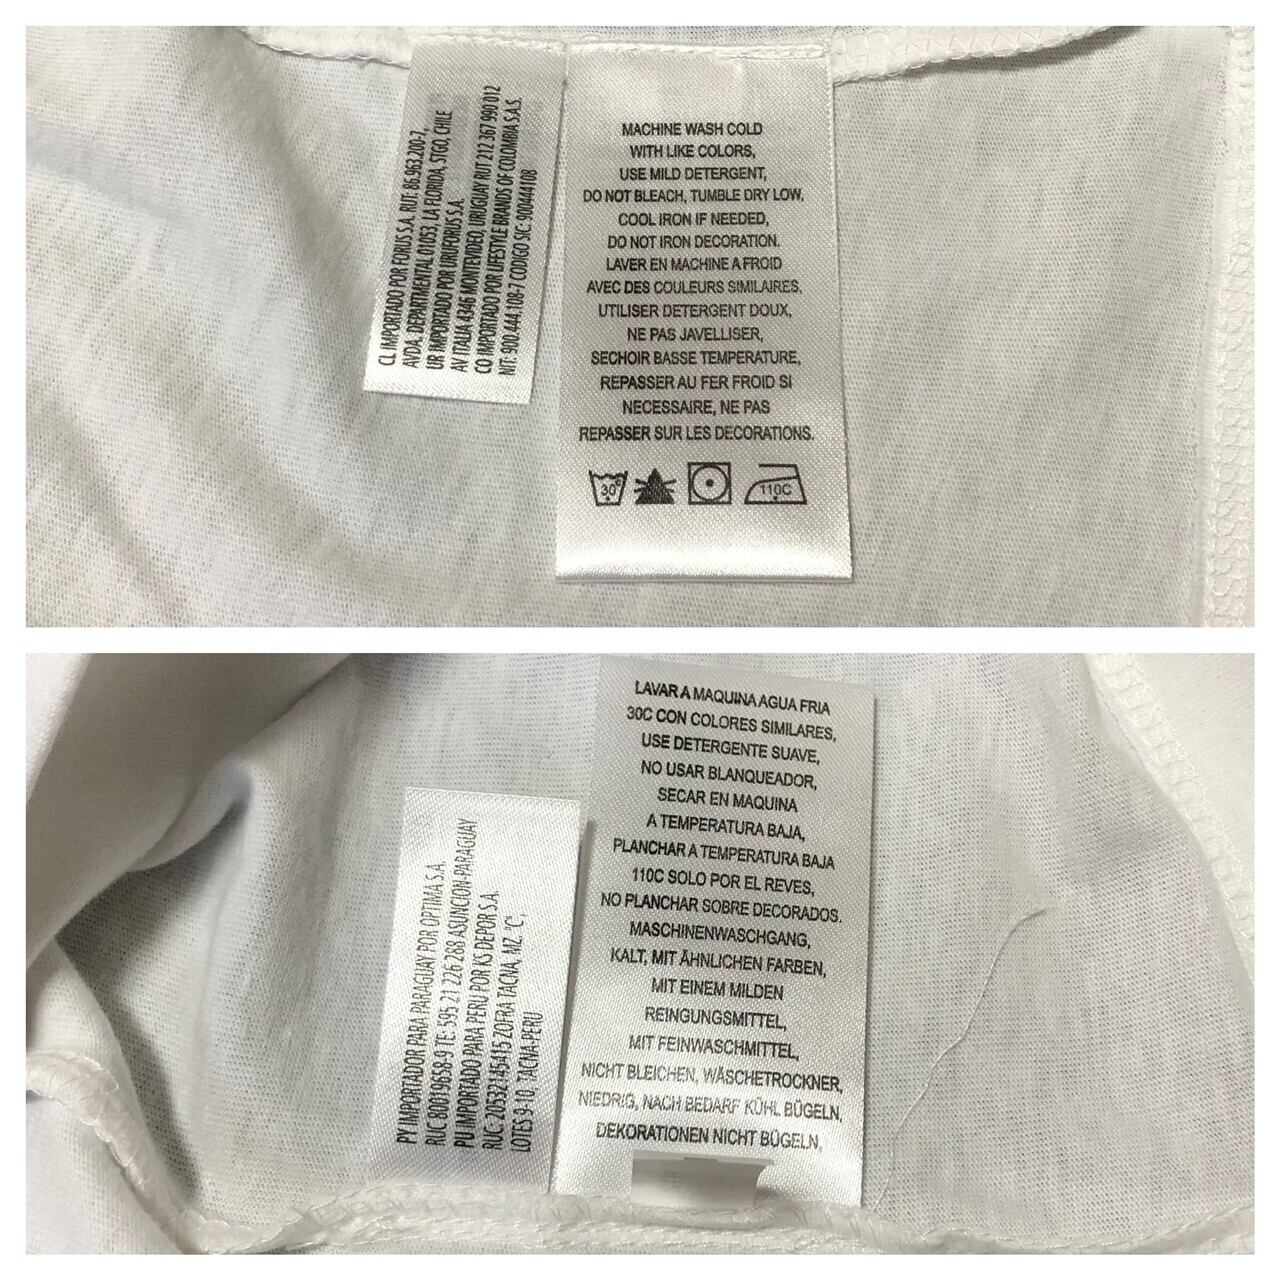 CL IMPORTADO POR FORUS S.A. RUT: 86.963.200-7,
AVDA. DEPARTMENTAL 01053, LA FLORIDA, STGO, CHILE
UR IMPORTADO POR URUFORUS S.A.
AV ITALIA 4346 MONTEVIDEO, URUGUAY RUT 212 367 990 012
CO IMPORTADO POR LIFESTYLE BRANDS OF COLOMBIA S.A.S.
NIT: 900.444.108-7 CODIGO SIC: 900444108
MACHINE WASH COLD
WITH LIKE COLORS,
USE MILD DETERGENT,
DO NOT BLEACH, TUMBLE DRY LOW,
COOL IRON IF NEEDED,
DO NOT IRON DECORATION.
LAVER EN MACHINE A FROID
AVEC DES COULEURS SIMILAIRES,
UTILISER DETERGENT DOUX,
NE PAS JAVELLISER,
SECHOIR BASSE TEMPERATURE,
REPASSER AU FER FROID SI
NECESSAIRE, NE PAS
REPASSER SUR LES DECORATIONS.
30°
110C
PY IMPORTADOR PARA PARAGUAY POR OPTIMA S.A.
RUC 80019658-9 TE: 595 21 226 288 ASUNCION-PARAGUAY
PU IMPORTADO PARA PERU POR KS DEPOR S.A.
RUC. 20532145415 ZOFRA TACNA, MZ. 'C',
LOTES 9-10, TACNA-PERU
LAVAR A MAQUINA AGUA FRIA
30C CON COLORES SIMILARES,
USE DETERGENTE SUAVE,
NO USAR BLANQUEADOR,
SECAR EN MAQUINA
A TEMPERATURA BAJA,
PLANCHAR A TEMPERATURA BAJA
110C SOLO POR EL REVES,
NO PLANCHAR SOBRE DECORADOS.
MASCHINENWASCHGANG,
KALT, MIT ÄHNLICHEN FARBEN,
MIT EINEM MILDEN
REINGUNGSMITTEL,
MIT FEINWASCHMITTEL,
NICHT BLEICHEN, WÄSCHETROCKNER,
NIEDRIG, NACH BEDARF KÜHL BÜGELN,
DEKORATIONEN NICHT BÜGELN,